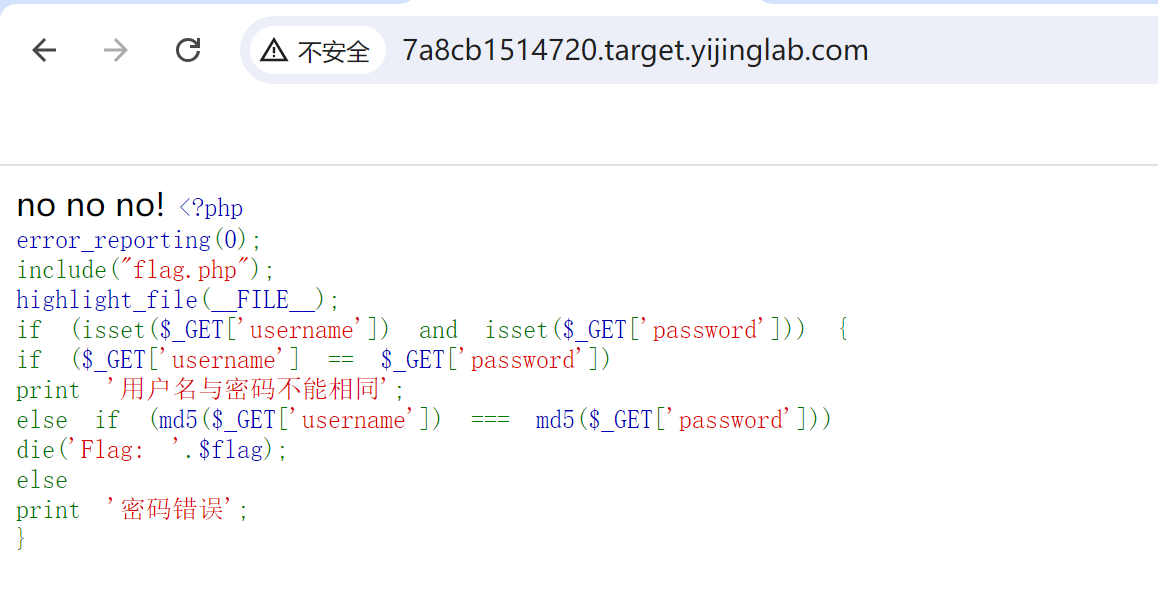 不安全 7a8cb1514720.target.yijinglab.com
no no no! <?php
error_reporting(0);
include("flag.php");
highlight_file(__FILE__);
if (isset($_GET['username']) and isset($_GET['password'])) {
if ($_GET['username'] == $_GET['password'])
print '用户名与密码不能相同';
else if (md5($_GET['username']) === md5($_GET['password']))
die('Flag: '.$flag);
else
print '密码错误';
}